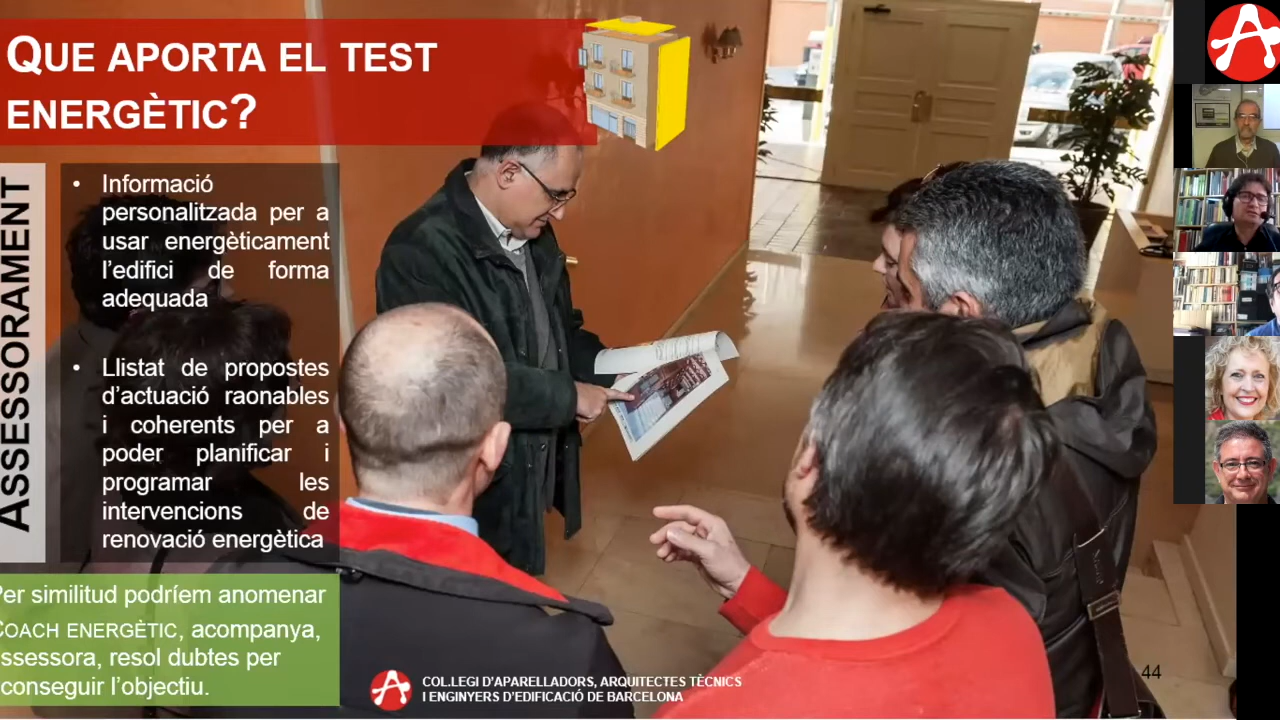 QUE APORTA EL TEST
ENERGÈTIC?
ASSESSORAMENT
• Informació
personalitzada per a
usar energèticament
l'edifici de forma
adequada
• Llistat de propostes
d'actuació raonables
i coherents per a
poder planificar i
programar les
intervencions de
renovació energètica
Per similitud podríem anomenar
COACH ENERGÈTIC, acompanya,
ssessora, resol dubtes per
conseguir l'objectiu.
COL.LEGI D'APARELLADORS, ARQUITECTES TÈCNICS
I ENGINYERS D'EDIFICACIÓ DE BARCELONA
44